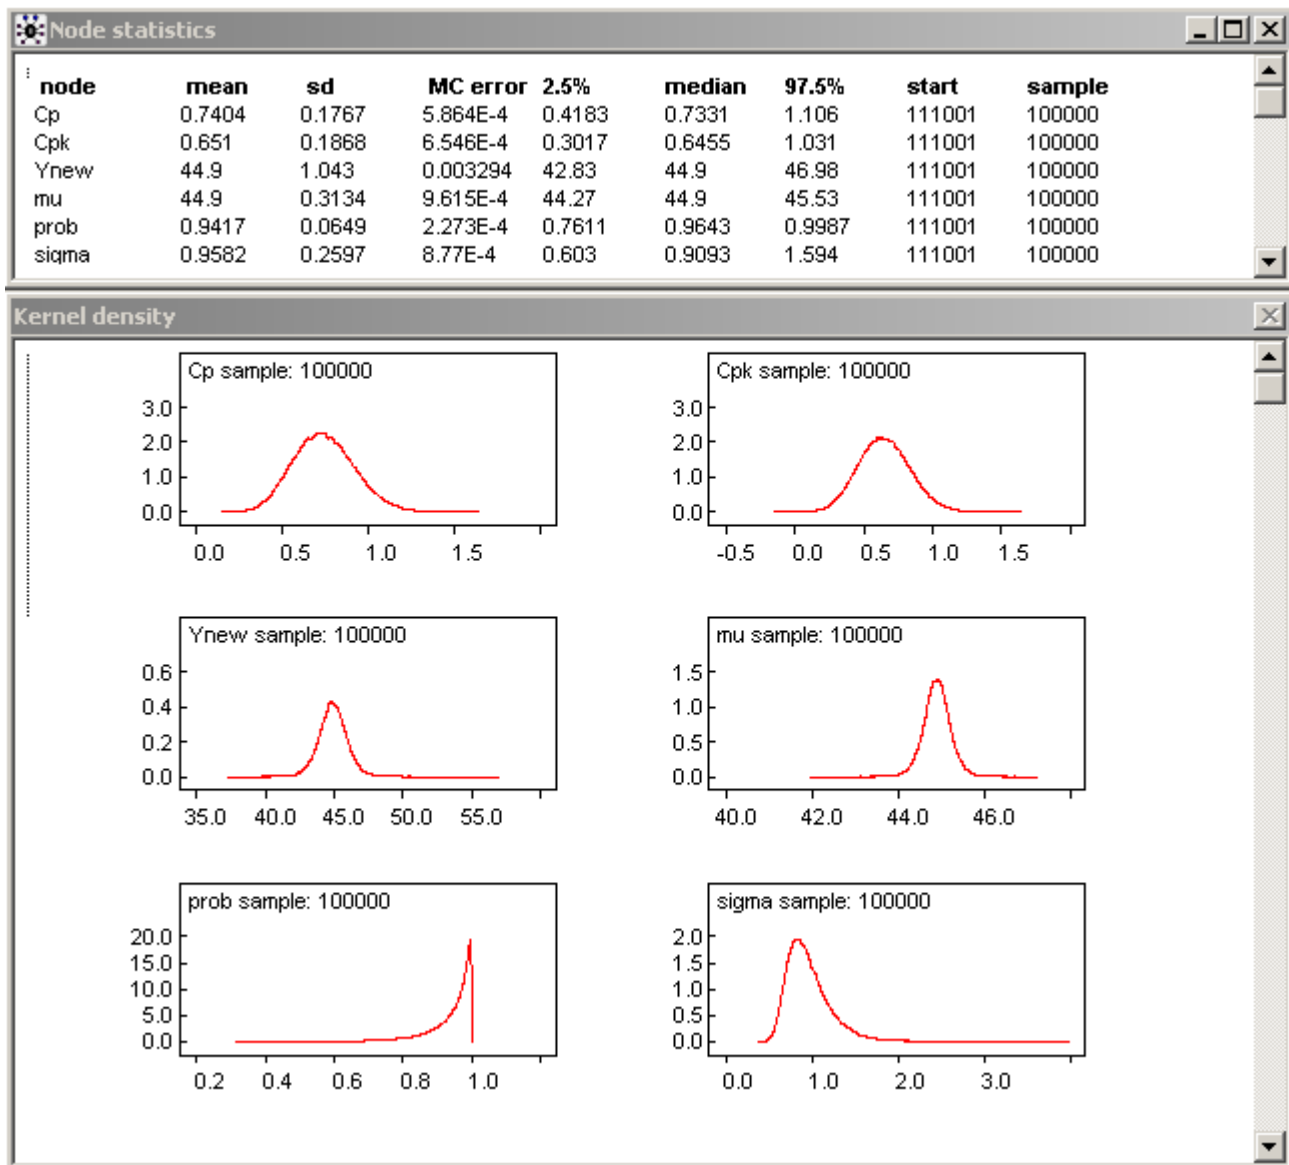 Node statistics
node mean sd MC error 2.5% median 97.5% start sample
Cp 0.7404 0.1767 5.864E-4 0.4183 0.7331 1.106 111001 100000
Cpk 0.651 0.1868 6.546E-4 0.3017 0.6455 1.031 111001 100000
Ynew 44.9 1.043 0.003294 42.83 44.9 46.98 111001 100000
mu 44.9 0.3134 9.615E-4 44.27 44.9 45.53 111001 100000
prob 0.9417 0.0649 2.273E-4 0.7611 0.9643 0.9987 111001 100000
sigma 0.9582 0.2597 8.77E-4 0.603 0.9093 1.594 111001 100000
Kernel density
Cp sample: 100000
3.0
2.0
1.0
0.0
0.0 0.5 1.0 1.5
Cpk sample: 100000
3.0
2.0
1.0
0.0
-0.5 0.0 0.5 1.0 1.5
Ynew sample: 100000
0.6
0.4
0.2
0.0
35.0 40.0 45.0 50.0 55.0
mu sample: 100000
1.5
1.0
0.5
0.0
40.0 42.0 44.0 46.0
prob sample: 100000
20.0
15.0
10.0
5.0
0.0
0.2 0.4 0.6 0.8 1.0
sigma sample: 100000
2.0
1.5
1.0
0.5
0.0
0.0 1.0 2.0 3.0